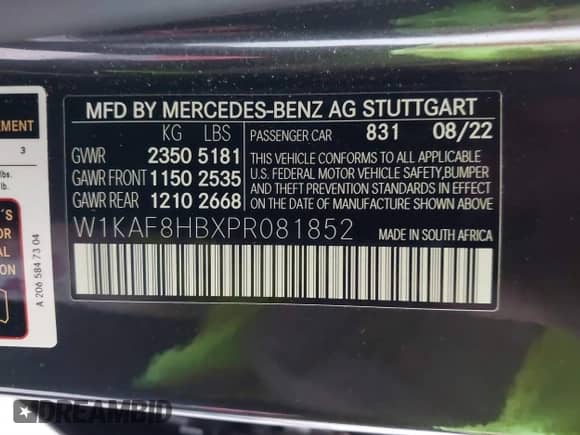 MFD BY MERCEDES-BENZ AG STUTTGART
KG LBS PASSENGER CAR 831 08/22
GVWR 2350 5181
GAWR FRONT 1150 2535
GAWR REAR 1210 2668
THIS VEHICLE CONFORMS TO ALL APPLICABLE
U.S. FEDERAL MOTOR VEHICLE SAFETY,BUMPER
AND THEFT PREVENTION STANDARDS IN EFFECT
ON THE DATE OF MANUFACTURE SHOWN ABOVE
W1KAF8HBXPR081852 MADE IN SOUTH AFRICA
EMENT
3
lbs.
lb.
'S
A 206 584 73 04
DREAMBID